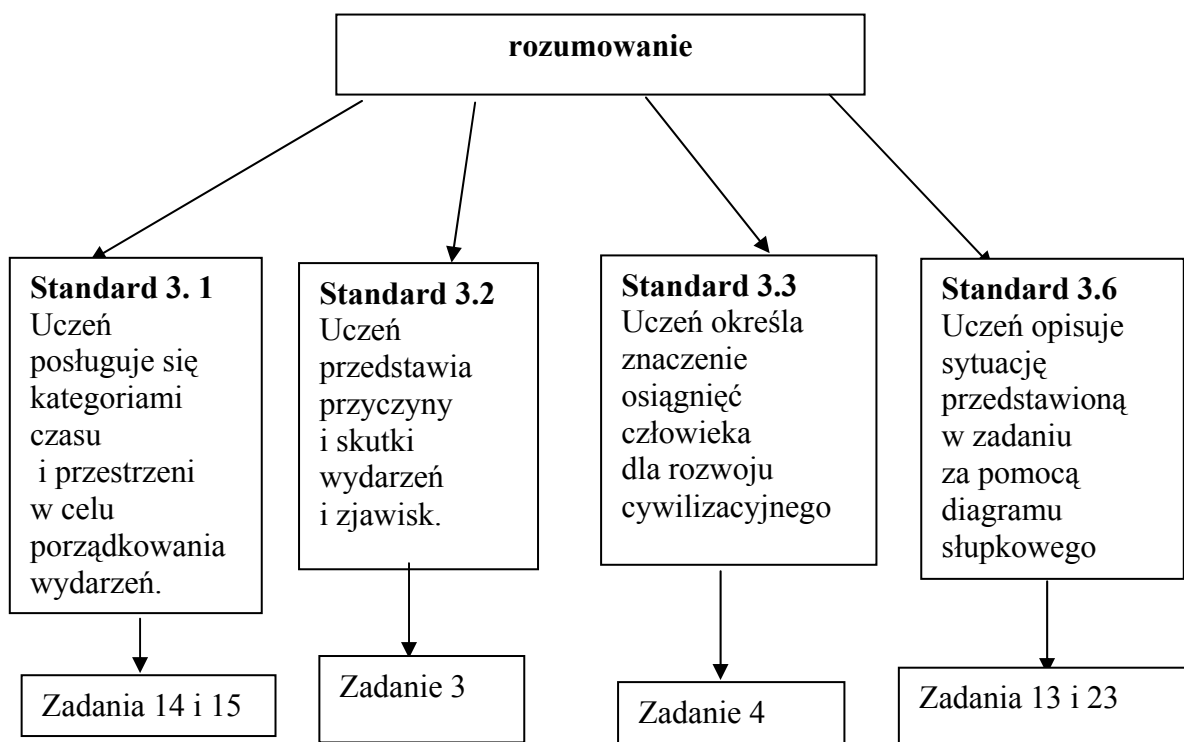 rozumowanie
Standard 3. 1
Uczeń
posługuje się
kategoriami
czasu
i przestrzeni
w celu
porządkowania
wydarzeń.
Zadania 14 i 15
Standard 3.2
Uczeń
przedstawia
przyczyny
i skutki
wydarzeń
i zjawisk.
Zadanie 3
Standard 3.3
Uczeń określa
znaczenie
osiągnięć
człowieka
dla rozwoju
cywilizacyjnego
Zadanie 4
Standard 3.6
Uczeń opisuje
sytuację
przedstawioną
w zadaniu
za pomocą
diagramu
słupkowego
Zadania 13 i 23